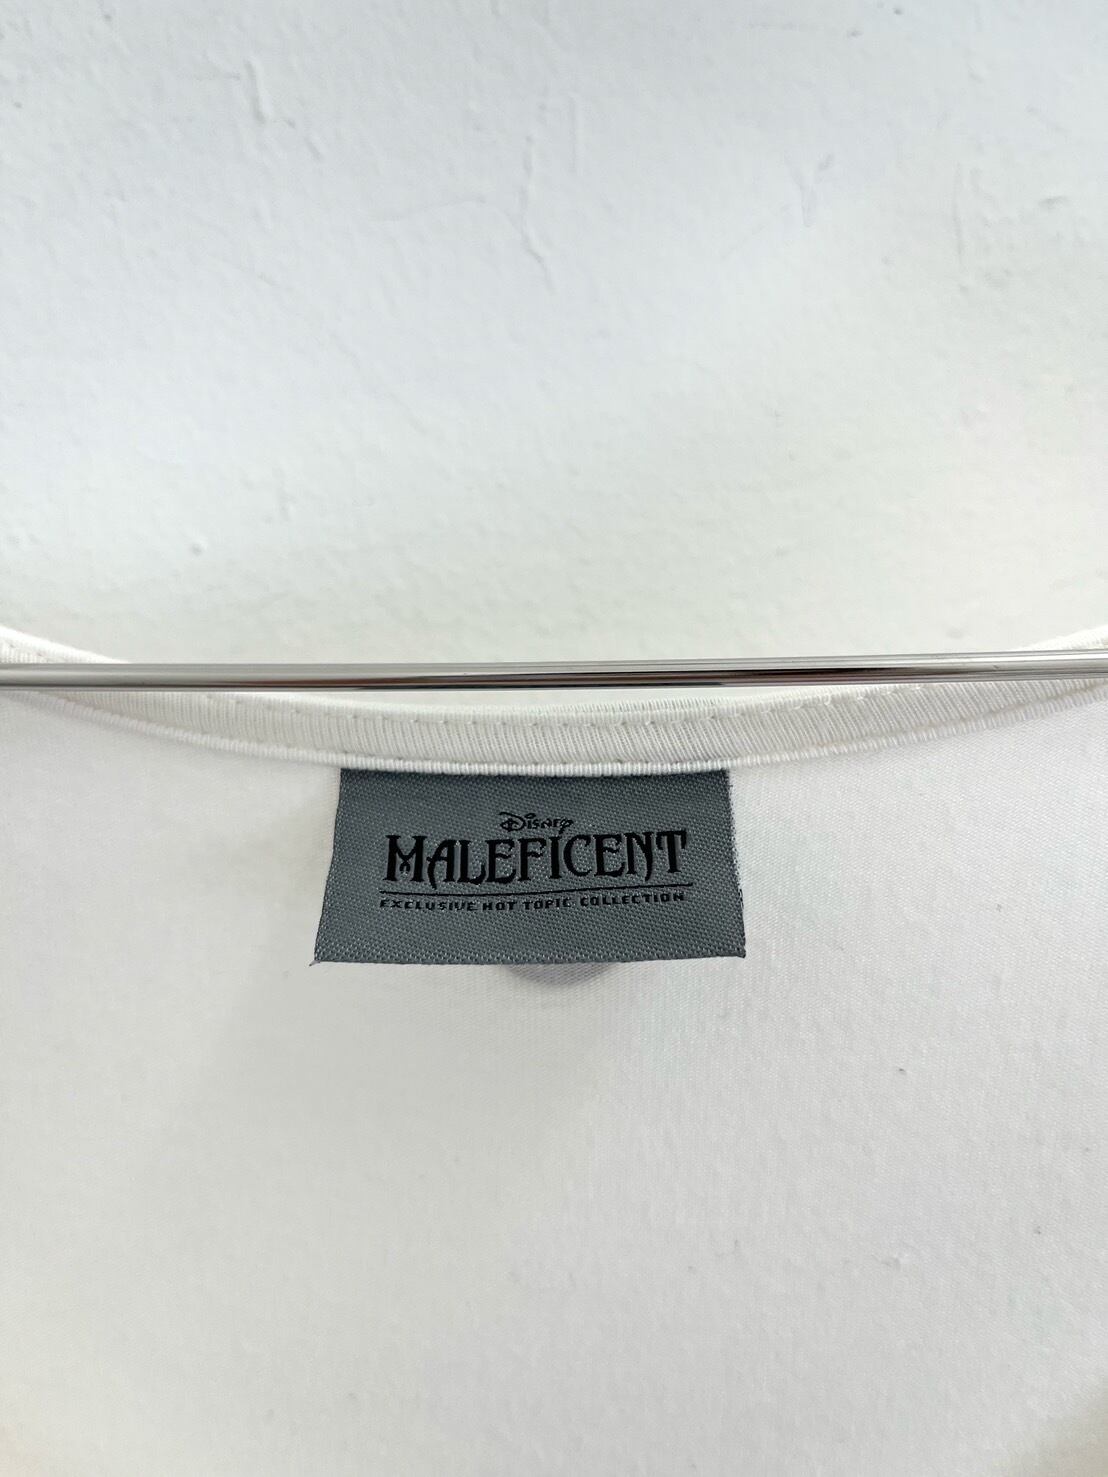 Disney
MALEFICENT
EXCLUSIVE HOT TOPIC COLLECTION